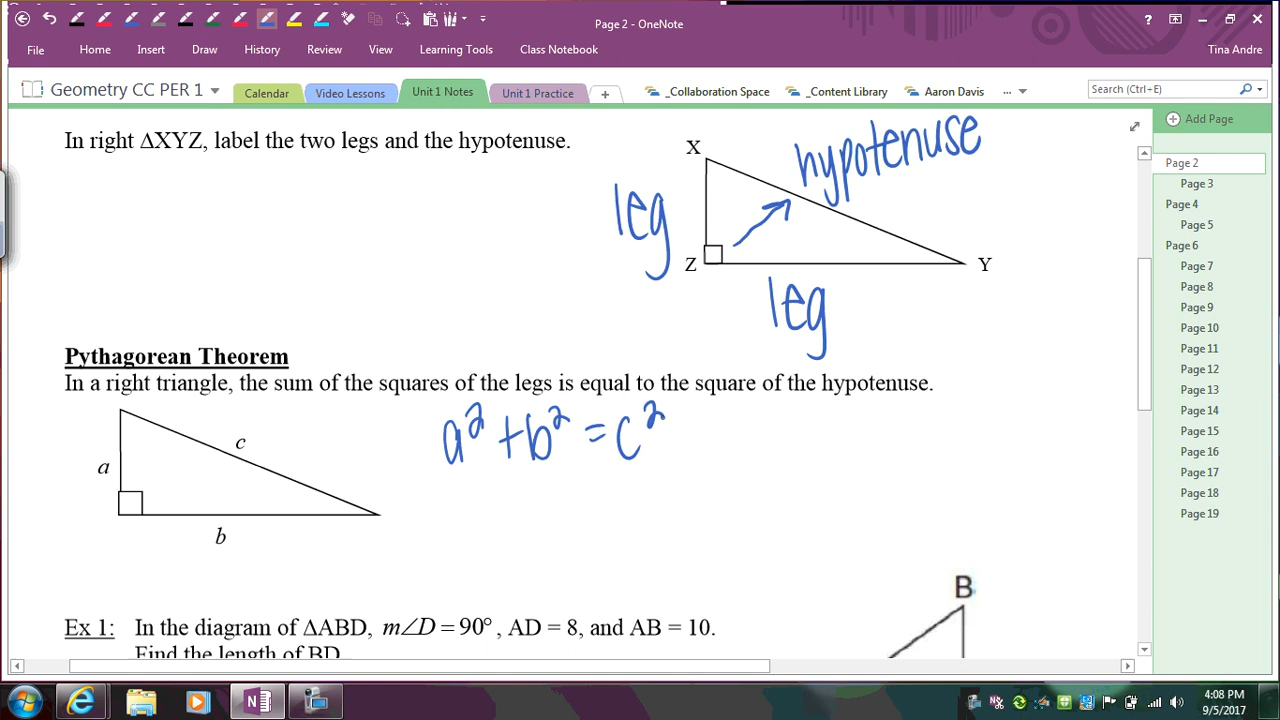 Page 2 - OneNote
File Home Insert Draw History Review View Learning Tools Class Notebook Tina Andre
Geometry CC PER 1 Calendar Video Lessons Unit 1 Notes Unit 1 Practice + _Collaboration Space _Content Library Aaron Davis ... Search (Ctrl+E)
Add Page
In right ΔXYZ, label the two legs and the hypotenuse.
X
hypotenuse
leg
Z
Y
leg
Pythagorean Theorem
In a right triangle, the sum of the squares of the legs is equal to the square of the hypotenuse.
a² + b² = c²
c
a
b
B
Ex 1: In the diagram of ΔABD, m∠D = 90°, AD = 8, and AB = 10.
Find the length of BD
Page 2
Page 3
Page 4
Page 5
Page 6
Page 7
Page 8
Page 9
Page 10
Page 11
Page 12
Page 13
Page 14
Page 15
Page 16
Page 17
Page 18
Page 19
4:08 PM
9/5/2017